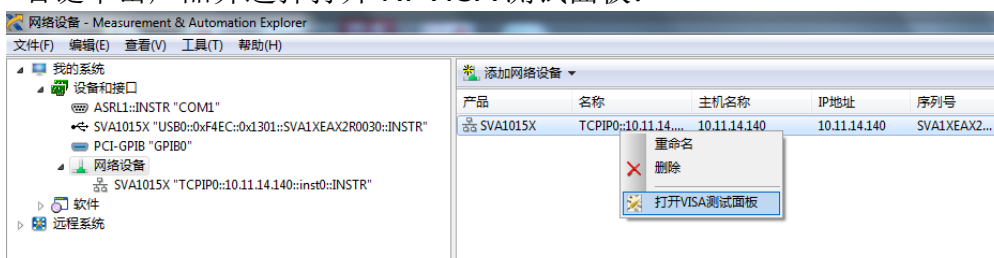 网络设备 - Measurement & Automation Explorer
文件(F) 编辑(E) 查看(V) 工具(T) 帮助(H)
我的系统
设备和接口
ASRL1::INSTR "COM1"
SVA1015X "USB0::0xF4EC::0x1301::SVA1XEAX2R0030::INSTR"
PCI-GPIB "GPIB0"
网络设备
SVA1015X "TCPIP0::10.11.14.140::inst0::INSTR"
软件
远程系统
添加网络设备
产品 名称 主机名称 IP地址 序列号
SVA1015X TCPIP0::10.11.14.... 10.11.14.140 10.11.14.140 SVA1XEAX2...
重命名
删除
打开VISA测试面板